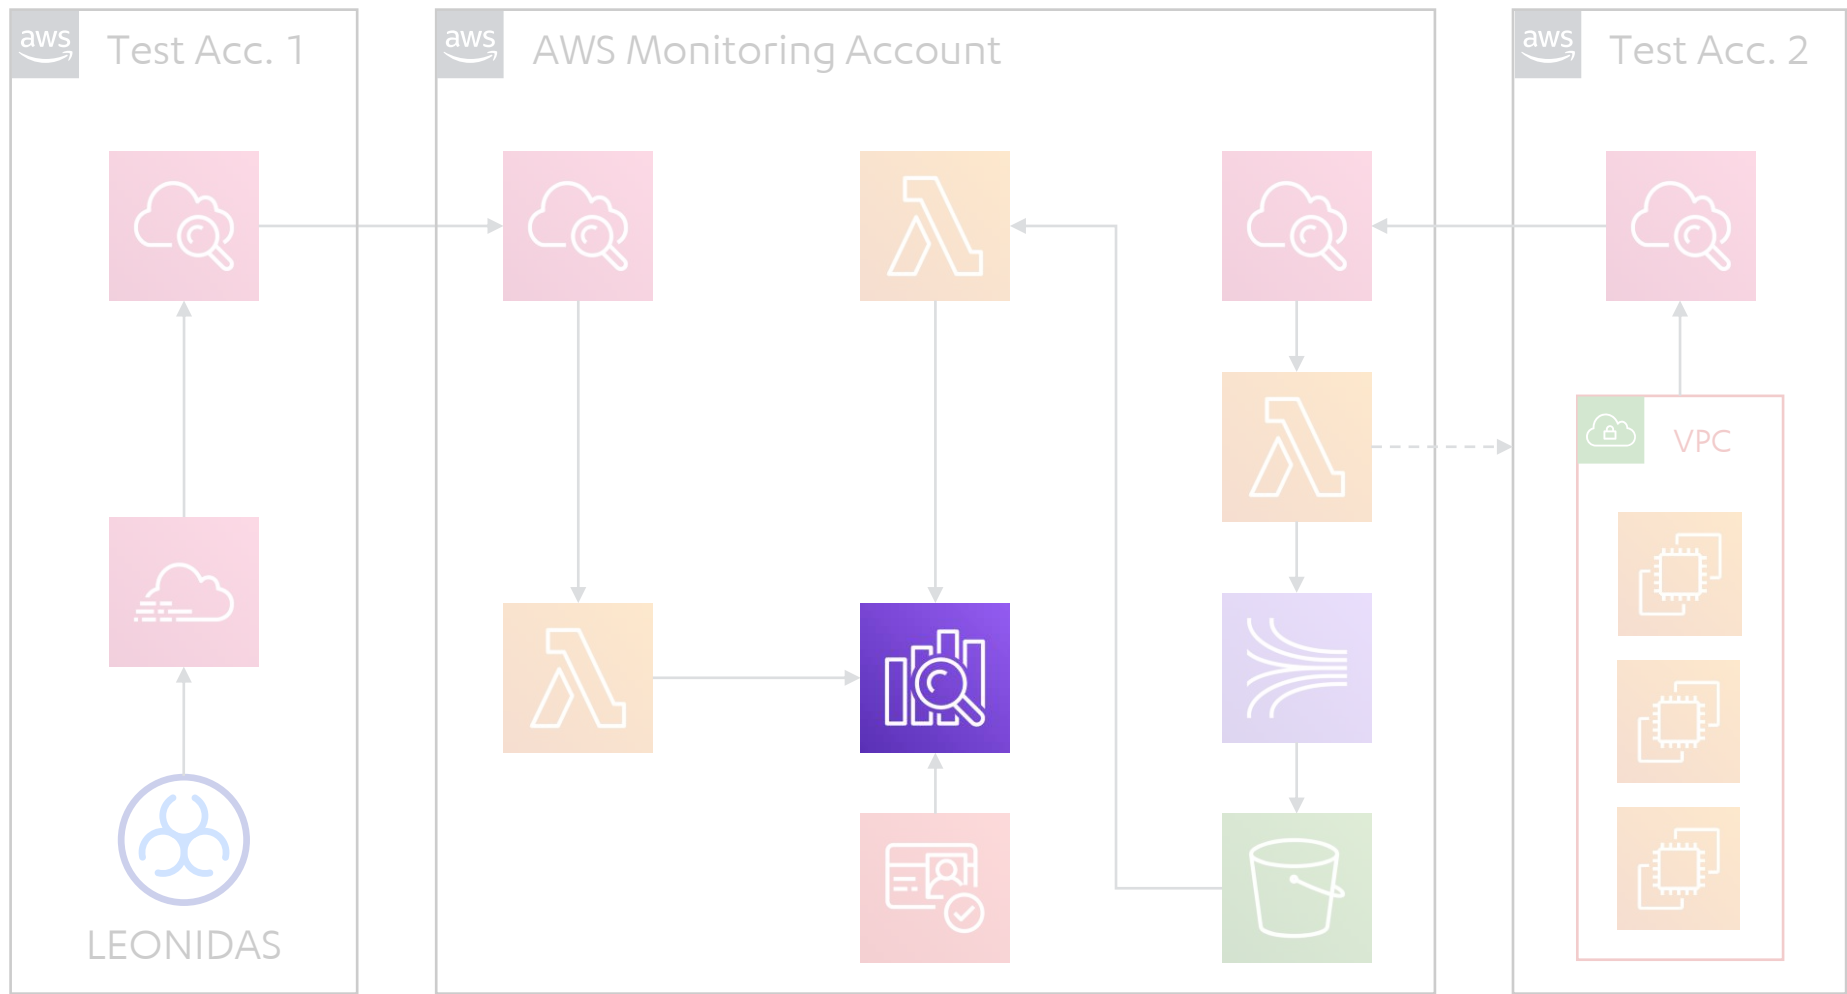 aws
Test Acc. 1
aws
AWS Monitoring Account
aws
Test Acc. 2
VPC
LEONIDAS